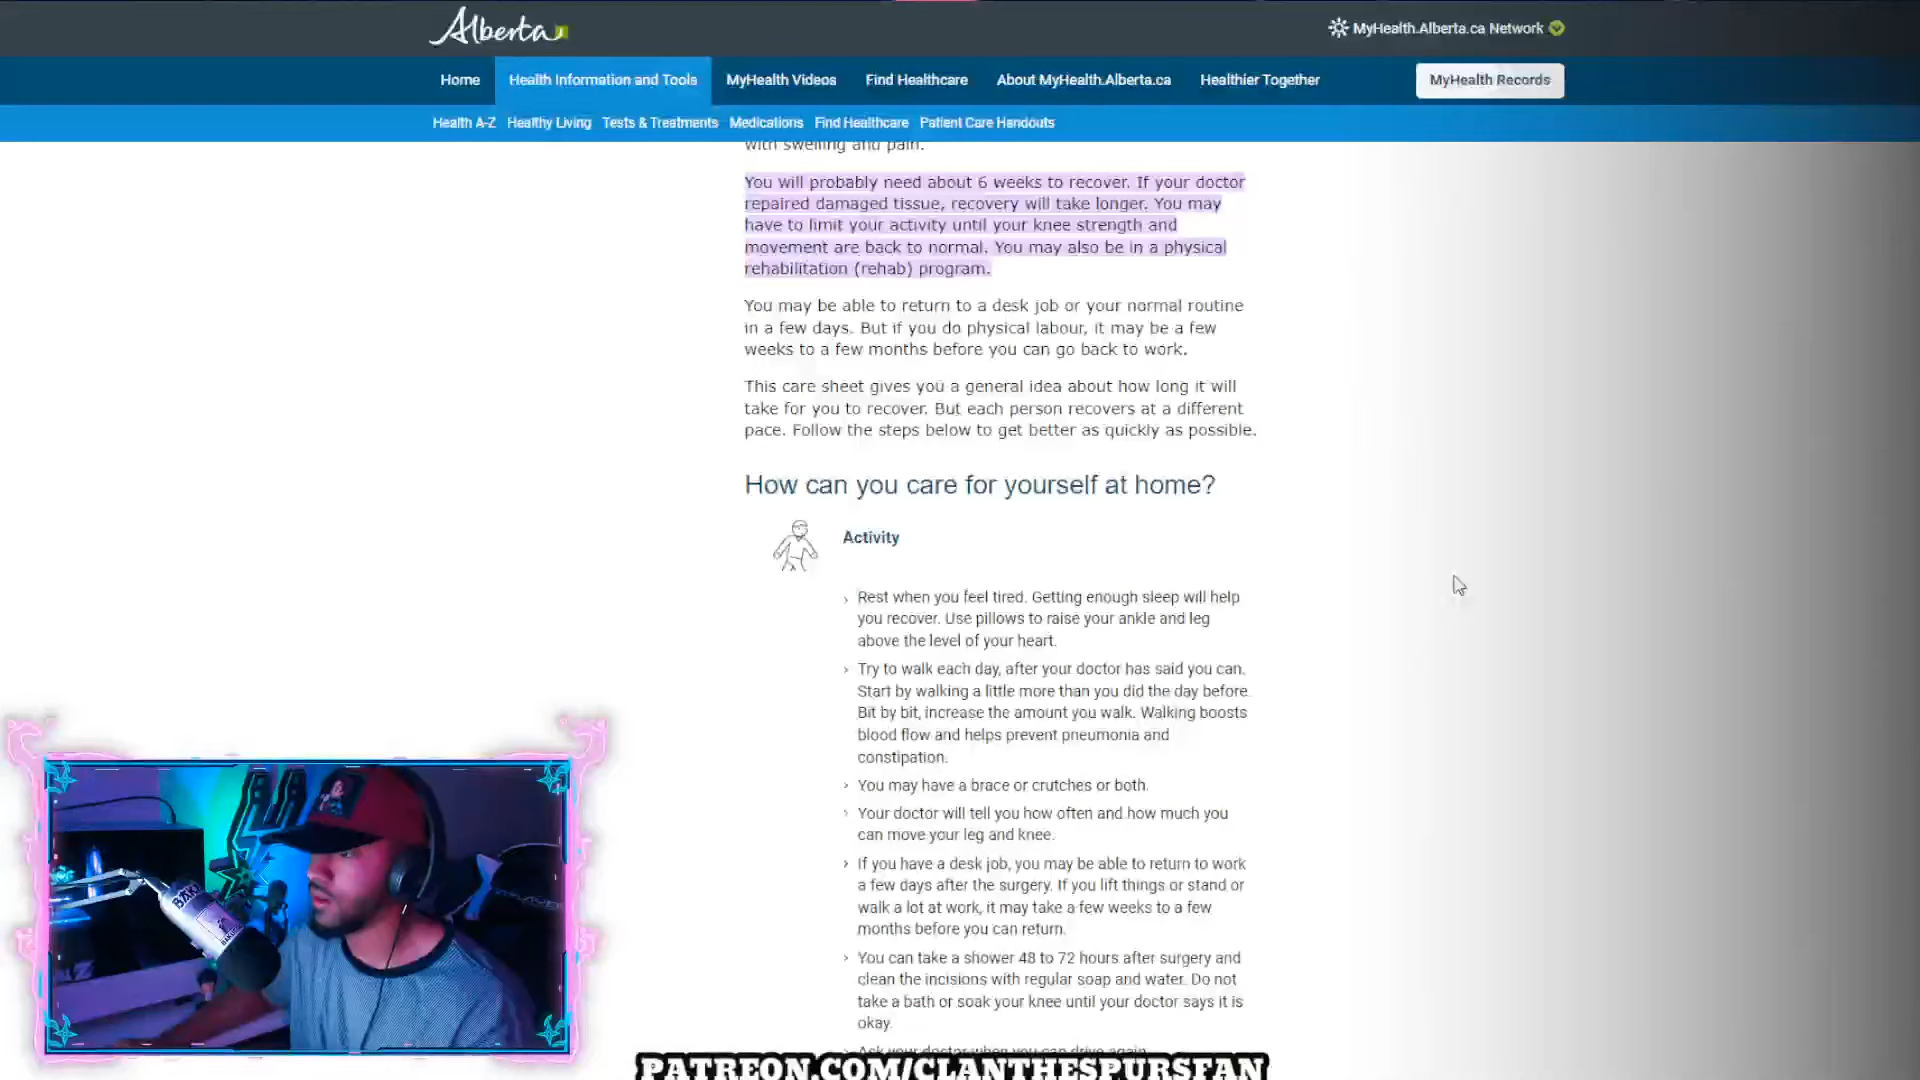 Alberta
MyHealth.Alberta.ca Network
Home Health Information and Tools MyHealth Videos Find Healthcare About MyHealth.Alberta.ca Healthier Together MyHealth Records
Health A-Z Healthy Living Tests & Treatments Medications Find Healthcare Patient Care Handouts
with swelling and pain.
You will probably need about 6 weeks to recover. If your doctor
repaired damaged tissue, recovery will take longer. You may
have to limit your activity until your knee strength and
movement are back to normal. You may also be in a physical
rehabilitation (rehab) program.
You may be able to return to a desk job or your normal routine
in a few days. But if you do physical labour, it may be a few
weeks to a few months before you can go back to work.
This care sheet gives you a general idea about how long it will
take for you to recover. But each person recovers at a different
pace. Follow the steps below to get better as quickly as possible.
How can you care for yourself at home?
Activity
Rest when you feel tired. Getting enough sleep will help
you recover. Use pillows to raise your ankle and leg
above the level of your heart.
Try to walk each day, after your doctor has said you can.
Start by walking a little more than you did the day before.
Bit by bit, increase the amount you walk. Walking boosts
blood flow and helps prevent pneumonia and
constipation.
You may have a brace or crutches or both.
Your doctor will tell you how often and how much you
can move your leg and knee.
If you have a desk job, you may be able to return to work
a few days after the surgery. If you lift things or stand or
walk a lot at work, it may take a few weeks to a few
months before you can return.
You can take a shower 48 to 72 hours after surgery and
clean the incisions with regular soap and water. Do not
take a bath or soak your knee until your doctor says it is
okay.
Ask your doctor when you can drive again.
PATREON.COM/CLANTHESPURSFAN